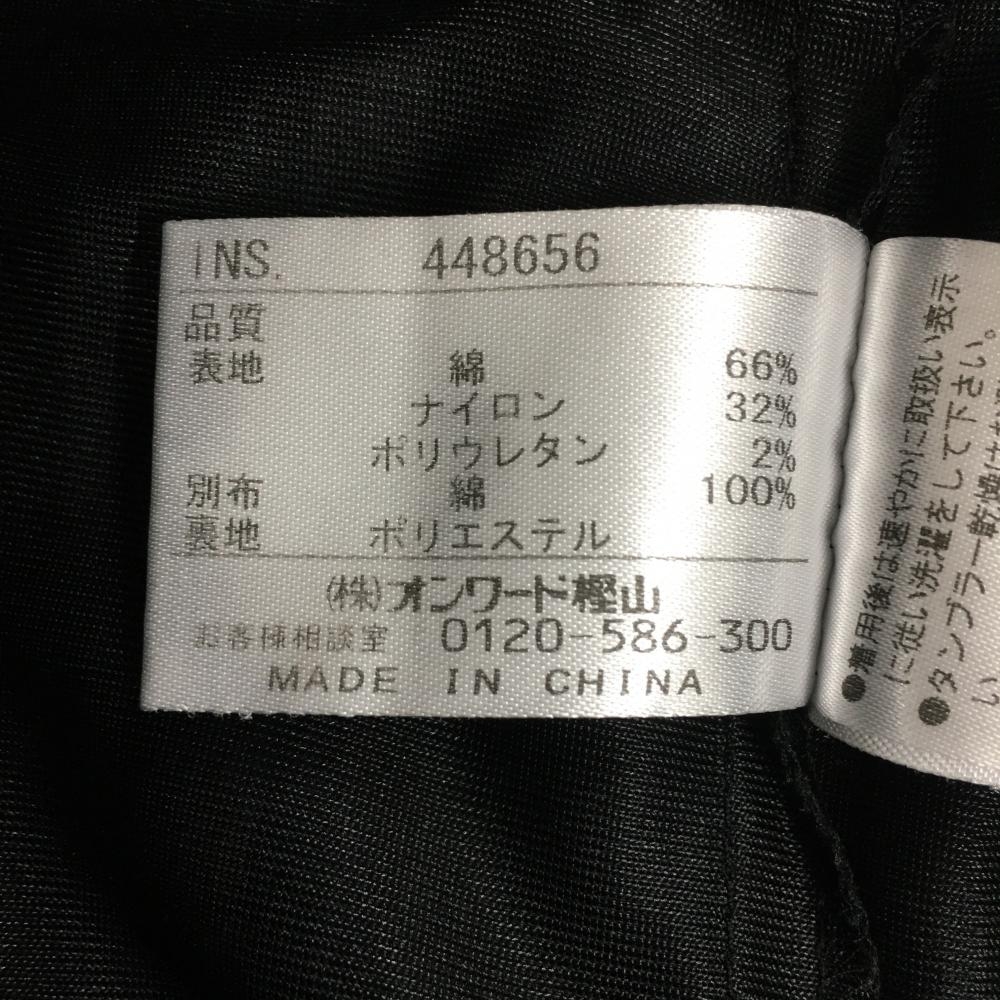 INS. 448656
品質
表地 綿 66%
ナイロン 32%
ポリウレタン 2%
別布 綿 100%
裏地 ポリエステル
(株)オンワード樫山
お客様相談室 0120-586-300
MADE IN CHINA
●着用後は速やかに取扱い表示
に従い洗濯をして下さい。
●タンブラー乾燥はお
い